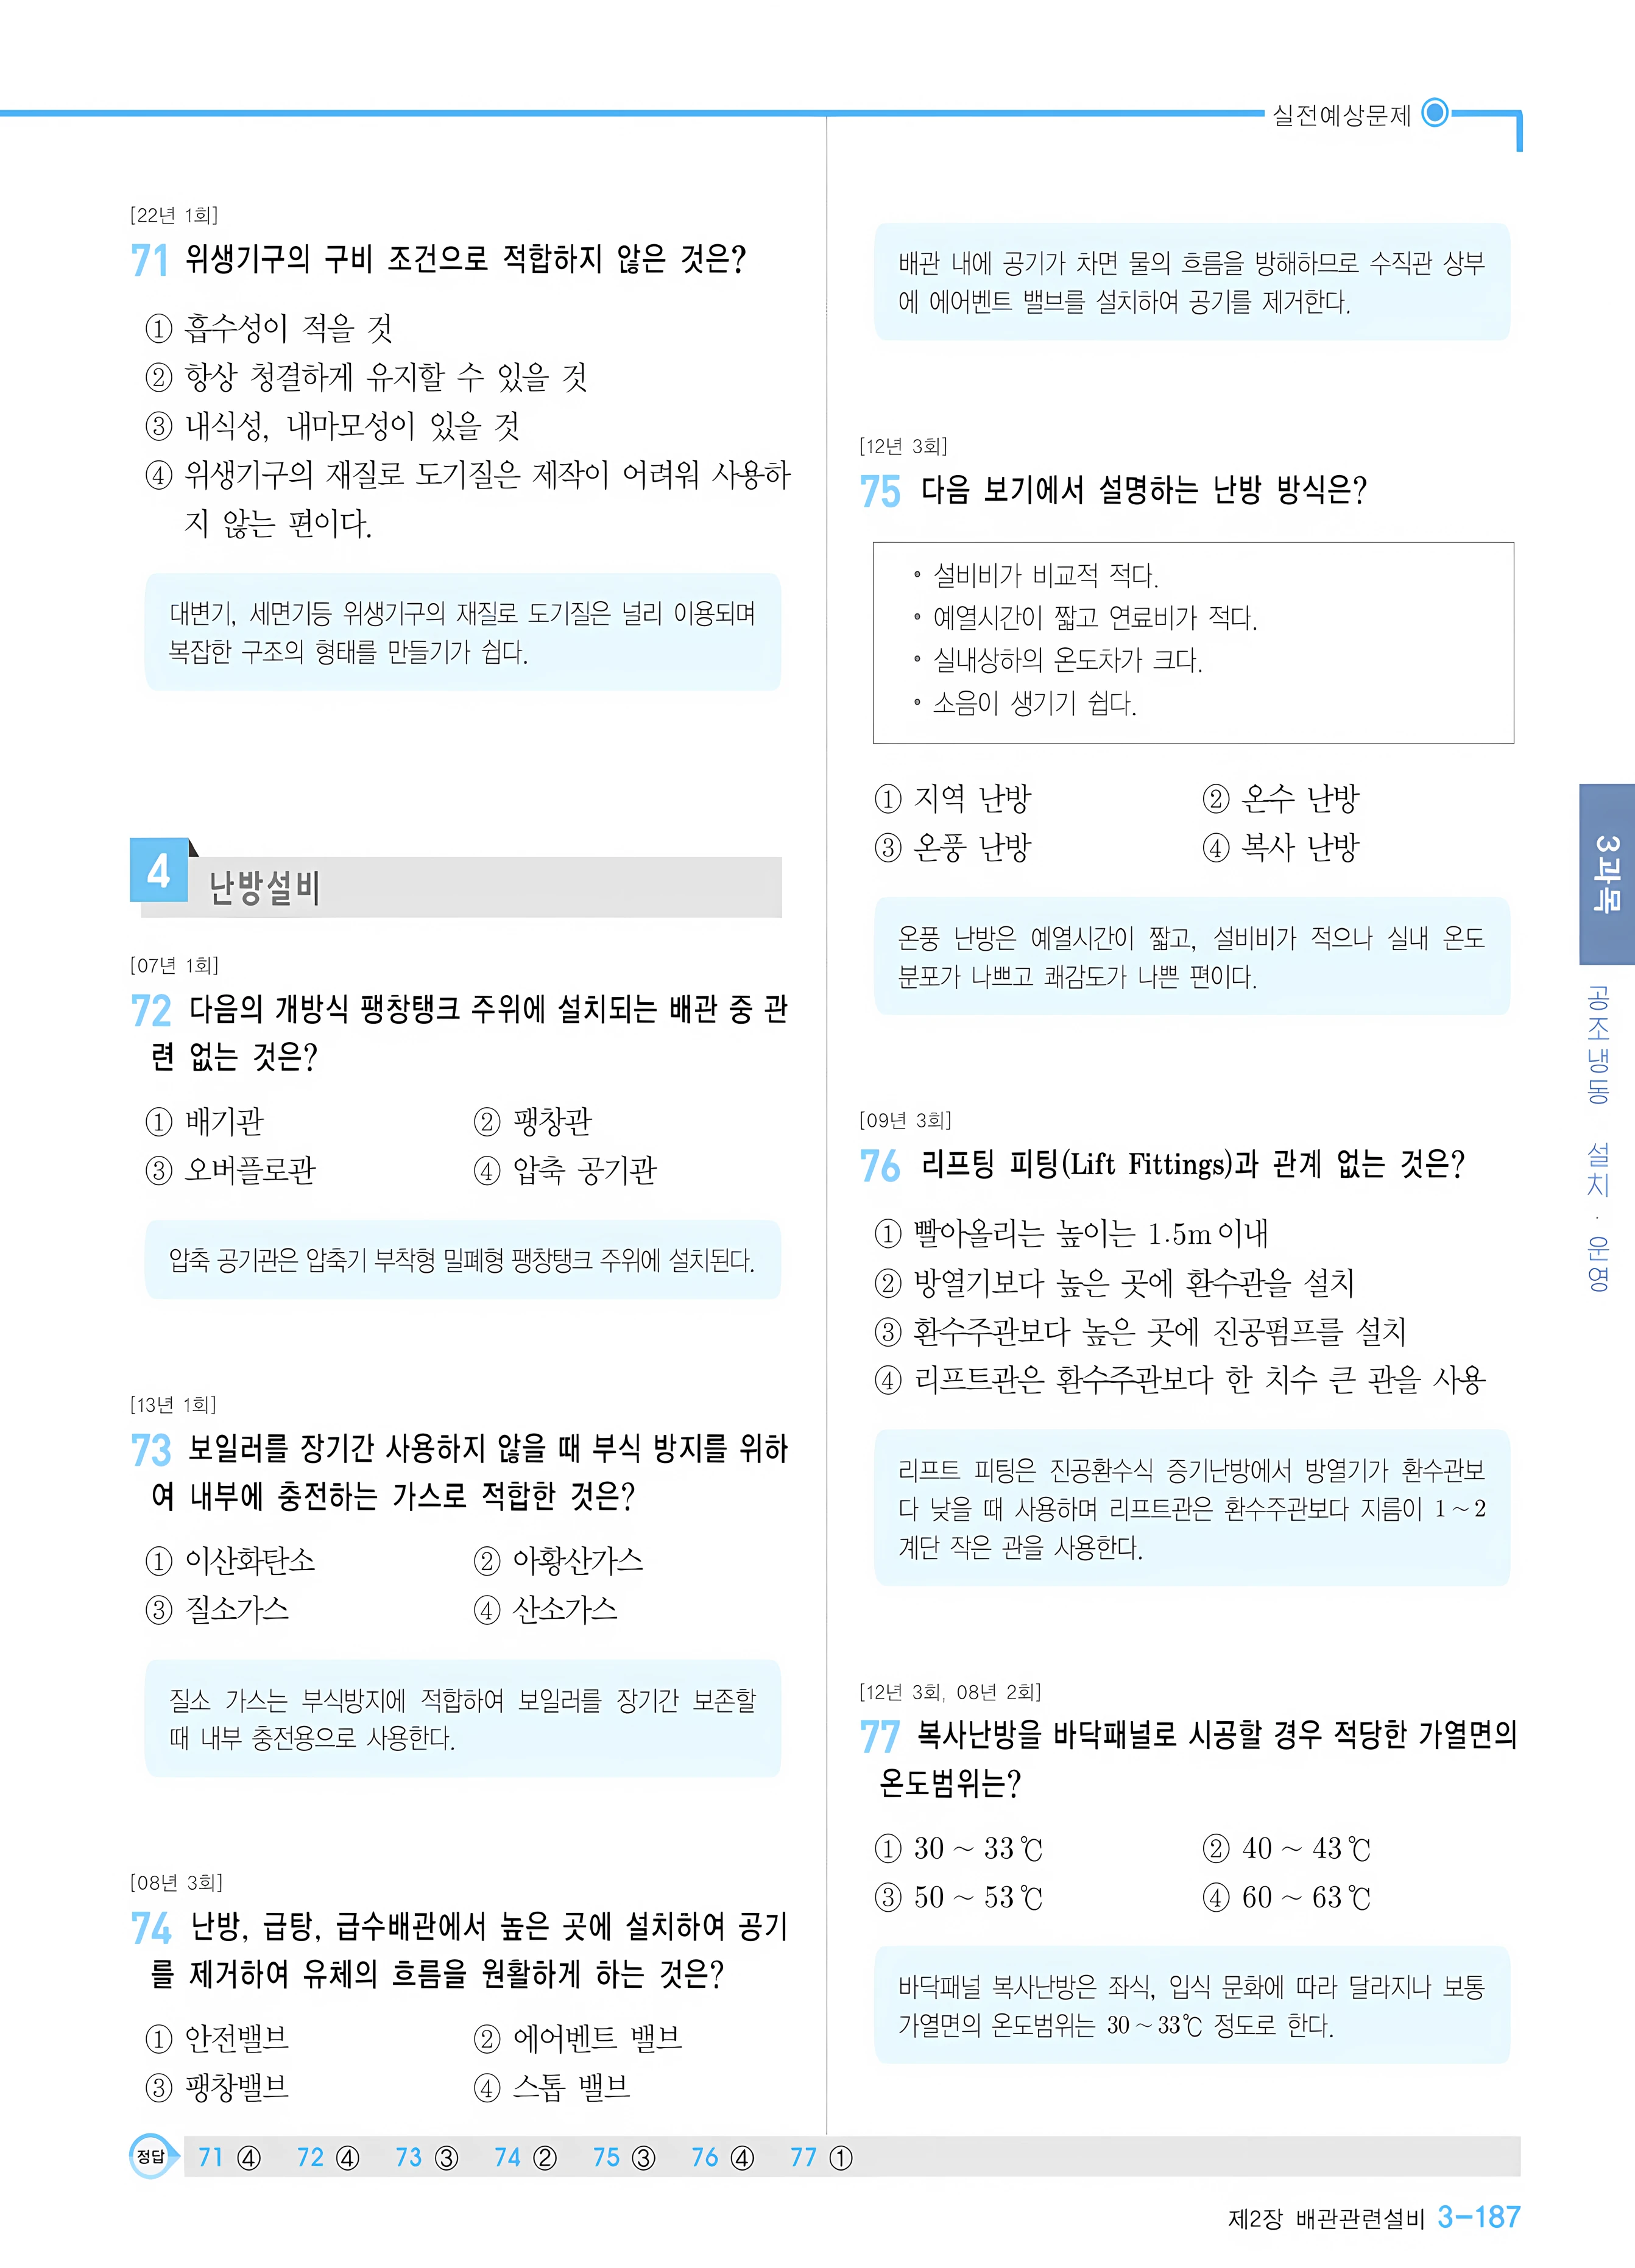 실전예상문제
[22년 1회]
71 위생기구의 구비 조건으로 적합하지 않은 것은?
① 흡수성이 적을 것
② 항상 청결하게 유지할 수 있을 것
③ 내식성, 내마모성이 있을 것
④ 위생기구의 재질로 도기질은 제작이 어려워 사용하
지 않는 편이다.
대변기, 세면기등 위생기구의 재질로 도기질은 널리 이용되며
복잡한 구조의 형태를 만들기가 쉽다.
4 난방설비
[07년 1회]
72 다음의 개방식 팽창탱크 주위에 설치되는 배관 중 관
련 없는 것은?
① 배기관 ② 팽창관
③ 오버플로관 ④ 압축 공기관
압축 공기관은 압축기 부착형 밀폐형 팽창탱크 주위에 설치된다.
[13년 1회]
73 보일러를 장기간 사용하지 않을 때 부식 방지를 위하
여 내부에 충전하는 가스로 적합한 것은?
① 이산화탄소 ② 아황산가스
③ 질소가스 ④ 산소가스
질소 가스는 부식방지에 적합하여 보일러를 장기간 보존할
때 내부 충전용으로 사용한다.
[08년 3회]
74 난방, 급탕, 급수배관에서 높은 곳에 설치하여 공기
를 제거하여 유체의 흐름을 원활하게 하는 것은?
① 안전밸브 ② 에어벤트 밸브
③ 팽창밸브 ④ 스톱 밸브
배관 내에 공기가 차면 물의 흐름을 방해하므로 수직관 상부
에 에어벤트 밸브를 설치하여 공기를 제거한다.
[12년 3회]
75 다음 보기에서 설명하는 난방 방식은?
• 설비비가 비교적 적다.
• 예열시간이 짧고 연료비가 적다.
• 실내상하의 온도차가 크다.
• 소음이 생기기 쉽다.
① 지역 난방 ② 온수 난방
③ 온풍 난방 ④ 복사 난방
온풍 난방은 예열시간이 짧고, 설비비가 적으나 실내 온도
분포가 나쁘고 쾌감도가 나쁜 편이다.
[09년 3회]
76 리프팅 피팅(Lift Fittings)과 관계 없는 것은?
① 빨아올리는 높이는 1.5m 이내
② 방열기보다 높은 곳에 환수관을 설치
③ 환수주관보다 높은 곳에 진공펌프를 설치
④ 리프트관은 환수주관보다 한 치수 큰 관을 사용
리프트 피팅은 진공환수식 증기난방에서 방열기가 환수관보
다 낮을 때 사용하며 리프트관은 환수주관보다 지름이 1~2
계단 작은 관을 사용한다.
[12년 3회, 08년 2회]
77 복사난방을 바닥패널로 시공할 경우 적당한 가열면의
온도범위는?
① 30 ~ 33℃ ② 40 ~ 43℃
③ 50 ~ 53℃ ④ 60 ~ 63℃
바닥패널 복사난방은 좌식, 입식 문화에 따라 달라지나 보통
가열면의 온도범위는 30~33℃ 정도로 한다.
3과목
공조냉동 설치·운영
정답 71 ④ 72 ④ 73 ③ 74 ② 75 ③ 76 ④ 77 ①
제2장 배관관련설비 3-187